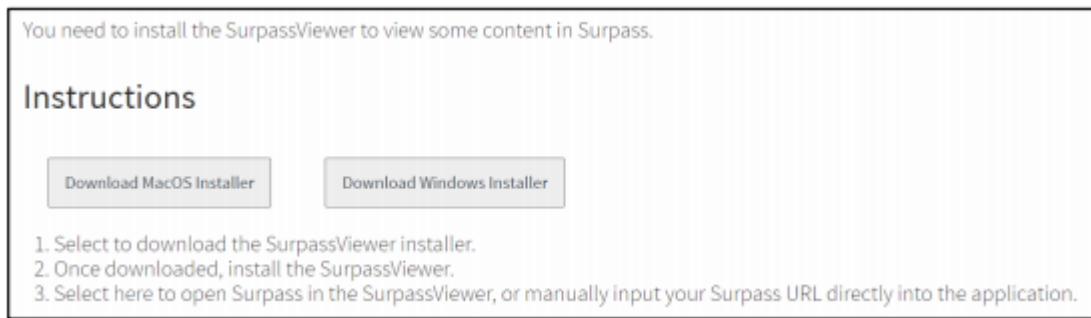 You need to install the SurpassViewer to view some content in Surpass.
Instructions
Download MacOS Installer
Download Windows Installer
1. Select to download the SurpassViewer installer.
2. Once downloaded, install the SurpassViewer.
3. Select here to open Surpass in the SurpassViewer, or manually input your Surpass URL directly into the application.